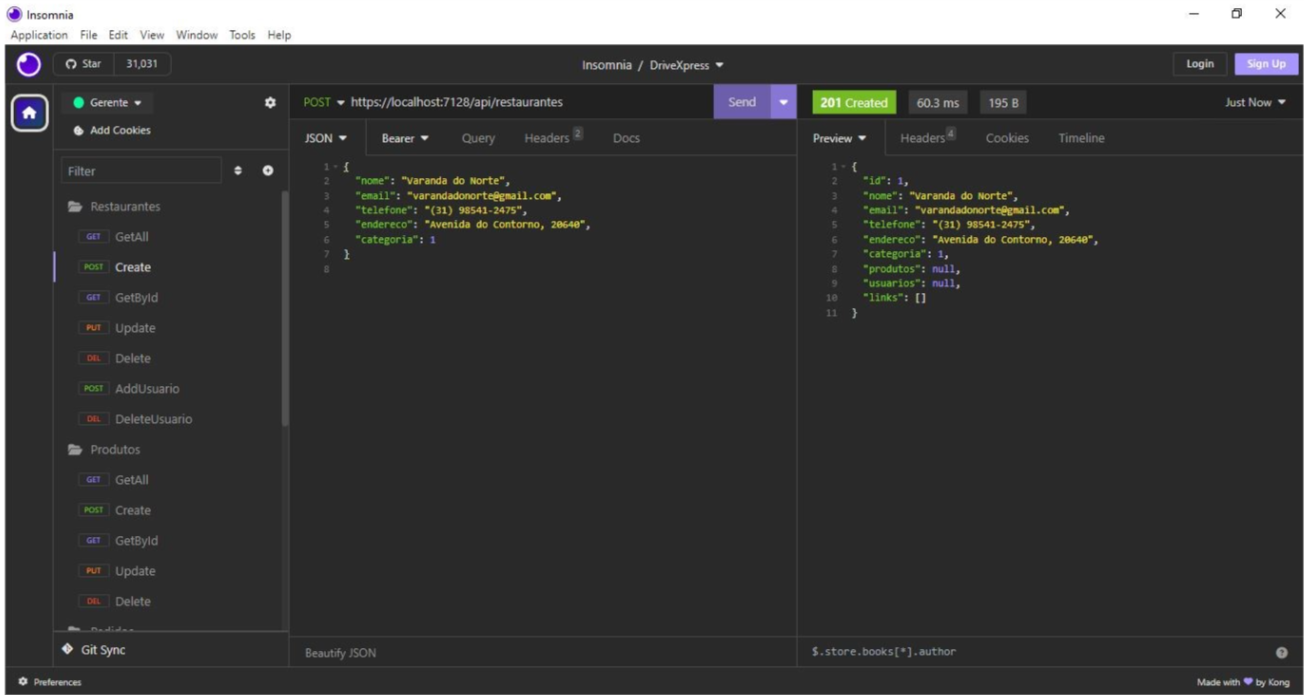 Insomnia
Application File Edit View Window Tools Help
Star 31,031
Insomnia / DriveXpress
Login Sign Up
Gerente
Add Cookies
Filter
Restaurantes
GET GetAll
POST Create
GET GetById
PUT Update
DEL Delete
POST AddUsuario
DEL DeleteUsuario
Produtos
GET GetAll
POST Create
GET GetById
PUT Update
DEL Delete
Pedidos
Git Sync
Preferences
POST https://localhost:7128/api/restaurantes Send
JSON Bearer Query Headers 2 Docs
1 {
2 "nome": "Varanda do Norte",
3 "email": "varandadonorte@gmail.com",
4 "telefone": "(31) 98541-2475",
5 "endereco": "Avenida do Contorno, 20640",
6 "categoria": 1
7 }
8
Beautify JSON
201 Created 60.3 ms 195 B Just Now
Preview Headers 4 Cookies Timeline
1 {
2 "id": 1,
3 "nome": "Varanda do Norte",
4 "email": "varandadonorte@gmail.com",
5 "telefone": "(31) 98541-2475",
6 "endereco": "Avenida do Contorno, 20640",
7 "categoria": 1,
8 "produtos": null,
9 "usuarios": null,
10 "links": []
11 }
$.store.books[*].author
Made with 💜 by Kong